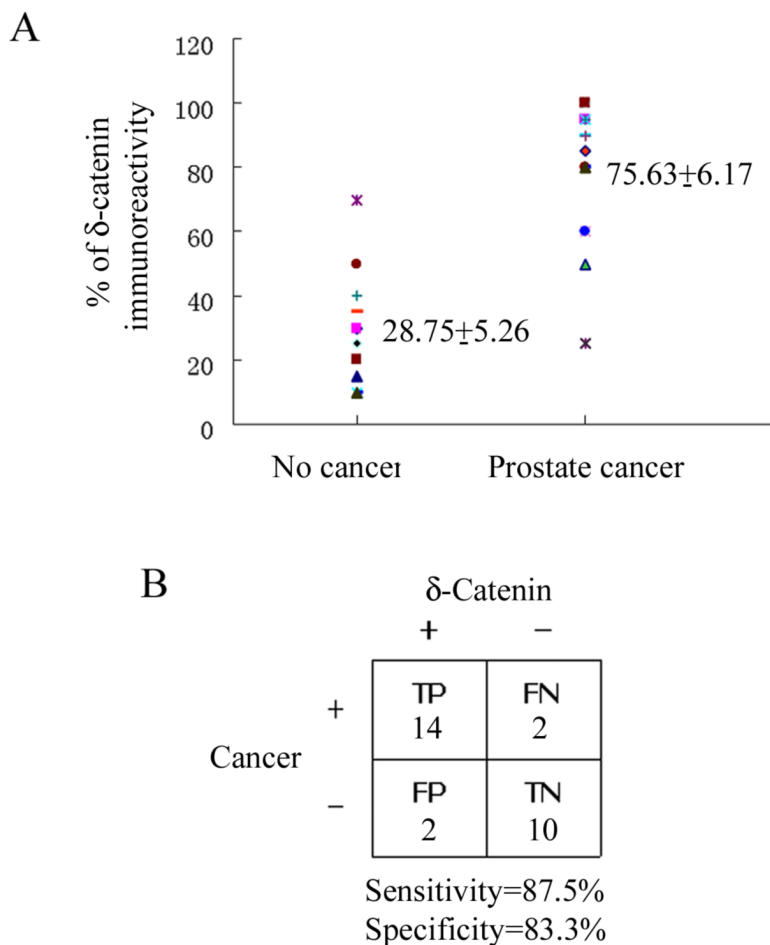 A
% of δ-catenin
immunoreactivity
120
100
80
60
40
20
0
75.63±6.17
28.75±5.26
No cancer
Prostate cancer
B
δ-Catenin
+ −
+
Cancer
−
TP FN
14 2
FP TN
2 10
Sensitivity=87.5%
Specificity=83.3%